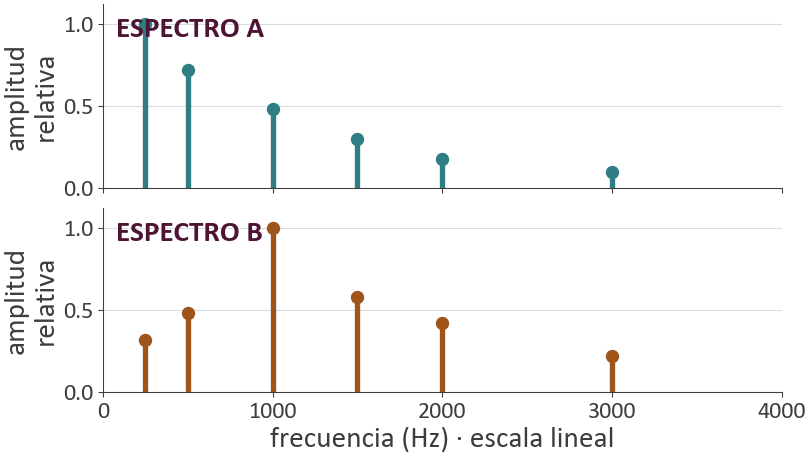 ESPECTRO A
amplitud
relativa
1.0
0.5
0.0
ESPECTRO B
amplitud
relativa
1.0
0.5
0.0
0 1000 2000 3000 4000
frecuencia (Hz) · escala lineal